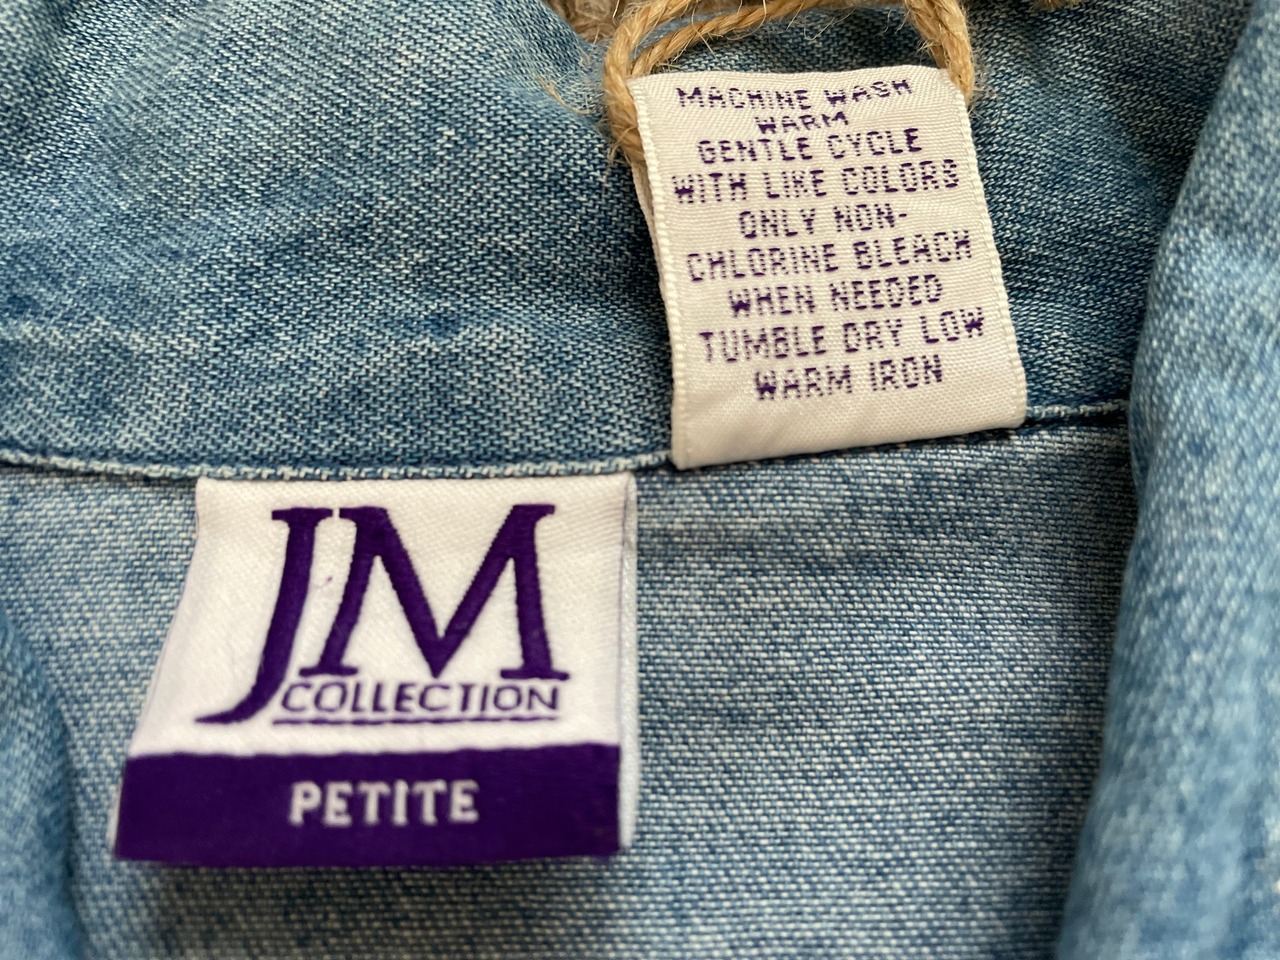 MACHINE WASH
WARM
GENTLE CYCLE
WITH LIKE COLORS
ONLY NON-
CHLORINE BLEACH
WHEN NEEDED
TUMBLE DRY LOW
WARM IRON
JM
COLLECTION
PETITE